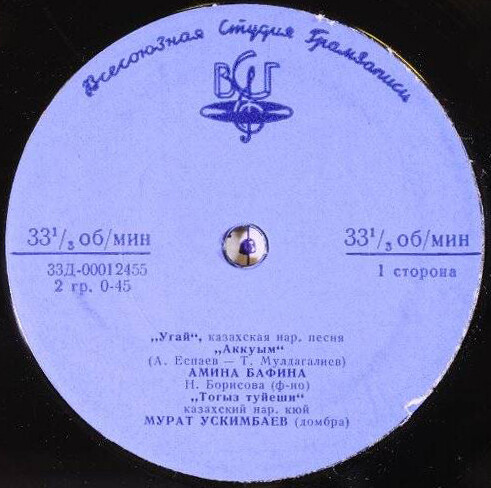 Всесоюзная Студия Грамзаписи
ВСГ
33¹/₃ об/мин
33¹/₃ об/мин
33Д-00012455
2 гр. 0-45
1 сторона
„Угай“, казахская нар. песня
„Аккуым“
(А. Еспаев — Т. Мулдагалиев)
АМИНА БАФИНА
Н. Борисова (ф-но)
„Тогыз туйеши“
казахский нар. кюй
МУРАТ УСКИМБАЕВ (домбра)